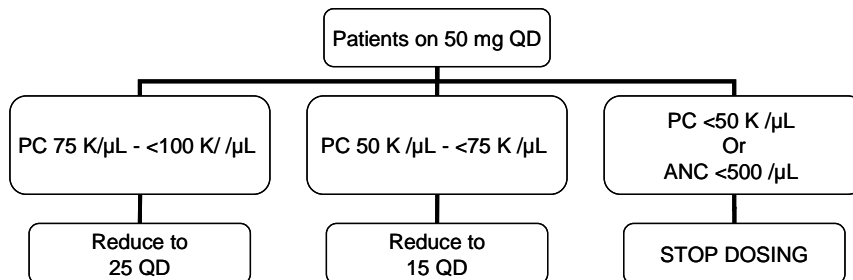 Patients on 50 mg QD
PC 75 K/µL - <100 K/ /µL
PC 50 K /µL - <75 K /µL
PC <50 K /µL
Or
ANC <500 /µL
Reduce to
25 QD
Reduce to
15 QD
STOP DOSING